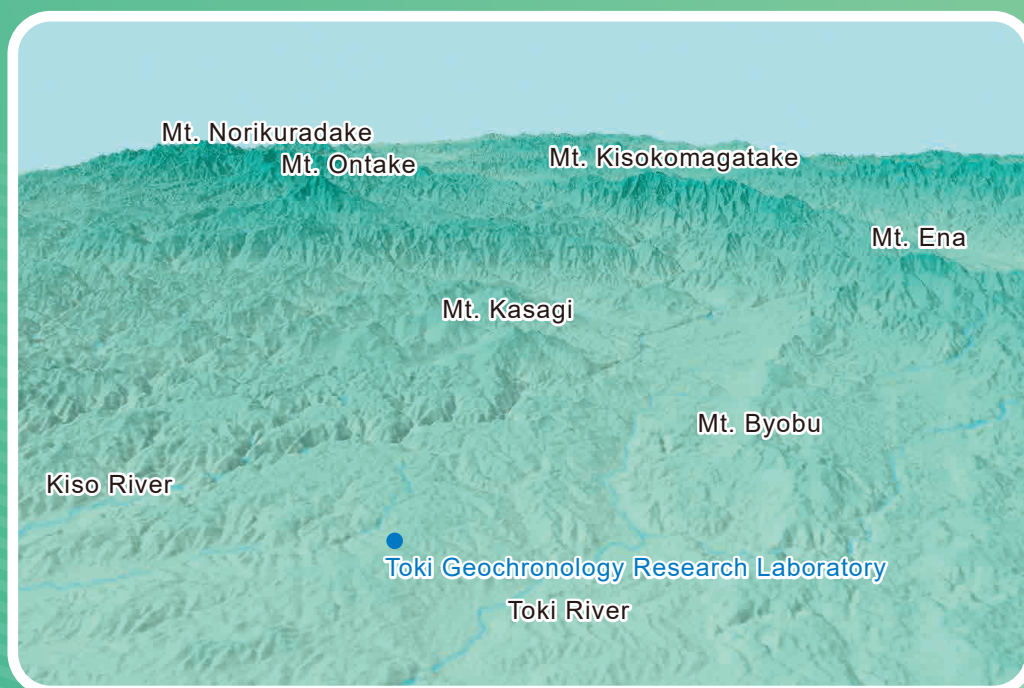 Mt. Norikuradake
Mt. Ontake
Mt. Kisokomagatake
Mt. Ena
Mt. Kasagi
Mt. Byobu
Kiso River
Toki Geochronology Research Laboratory
Toki River